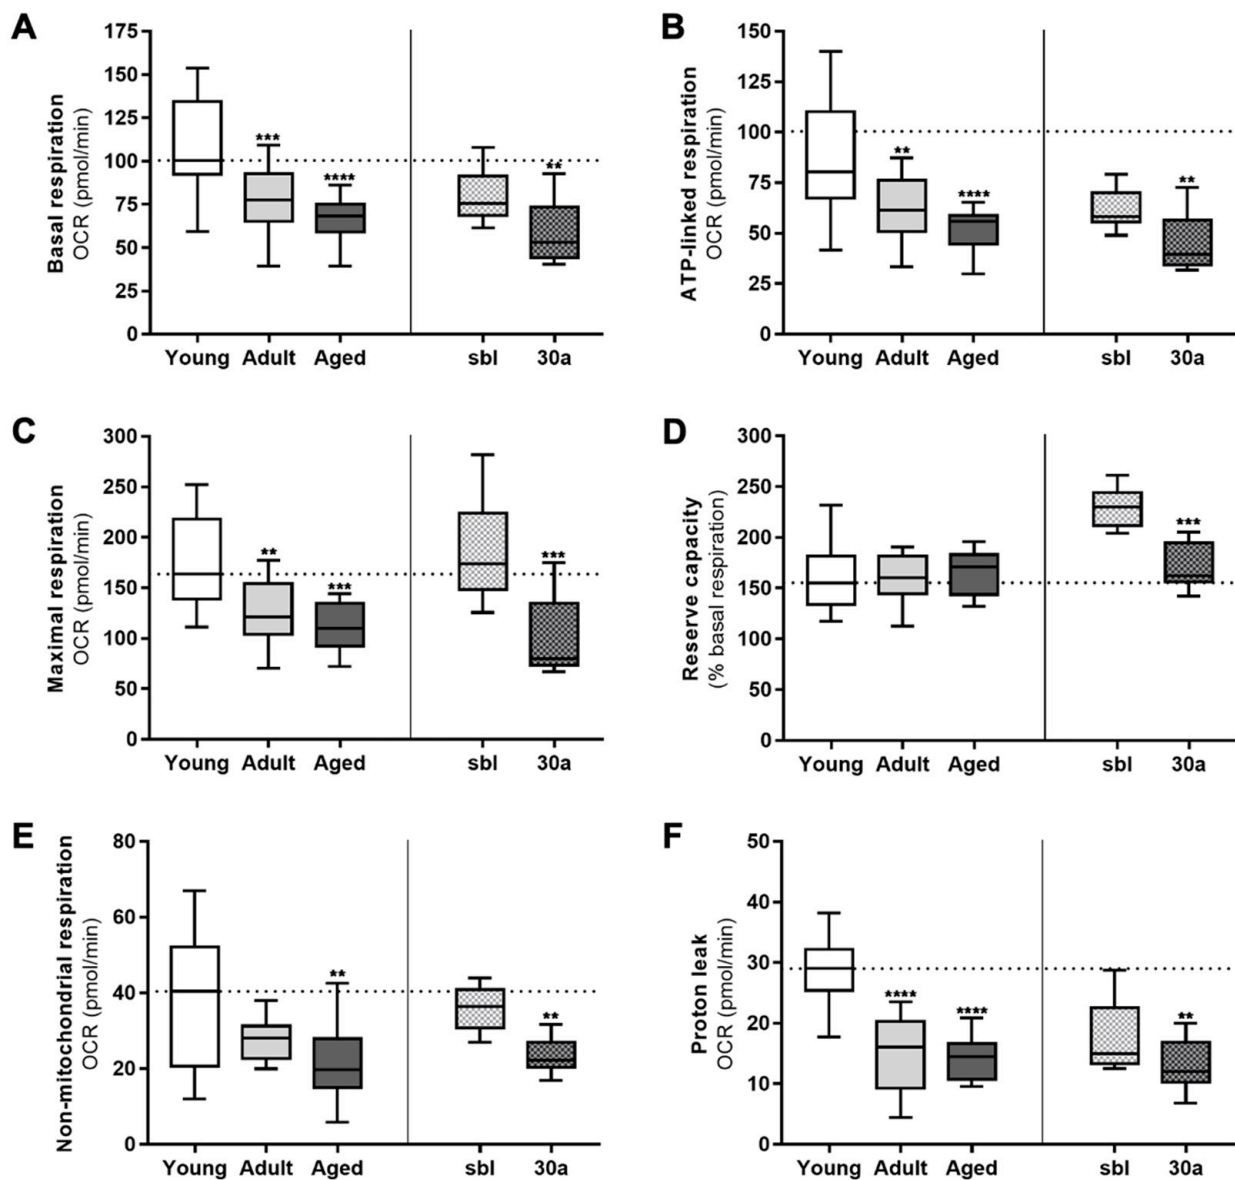 A
Basal respiration
OCR (pmol/min)
175
150
125
100
75
50
25
0
***
****
**
Young Adult Aged sbl 30a
B
ATP-linked respiration
OCR (pmol/min)
150
125
100
75
50
25
0
**
****
**
Young Adult Aged sbl 30a
C
Maximal respiration
OCR (pmol/min)
300
250
200
150
100
50
0
**
***
***
Young Adult Aged sbl 30a
D
Reserve capacity
(% basal respiration)
300
250
200
150
100
50
0
***
Young Adult Aged sbl 30a
E
Non-mitochondrial respiration
OCR (pmol/min)
80
60
40
20
0
**
**
Young Adult Aged sbl 30a
F
Proton leak
OCR (pmol/min)
50
40
30
20
10
0
****
****
**
Young Adult Aged sbl 30a